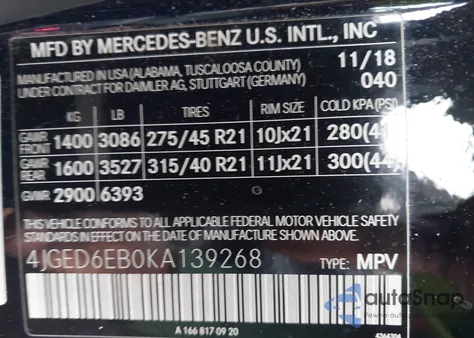 MFD BY MERCEDES-BENZ U.S. INTL., INC
MANUFACTURED IN USA (ALABAMA, TUSCALOOSA COUNTY) 11/18
UNDER CONTRACT FOR DAIMLER AG, STUTTGART (GERMANY) 040
KG LB TIRES RIM SIZE COLD KPA (PSI)
GAWR FRONT 1400 3086 275/45 R21 10Jx21 280(41)
GAWR REAR 1600 3527 315/40 R21 11Jx21 300(44)
GVWR 2900 6393 G
THIS VEHICLE CONFORMS TO ALL APPLICABLE FEDERAL MOTOR VEHICLE SAFETY
STANDARDS IN EFFECT ON THE DATE OF MANUFACTURE SHOWN ABOVE.
4JGED6EB0KA139268 TYPE: MPV
autoSnap
A 166 817 09 20